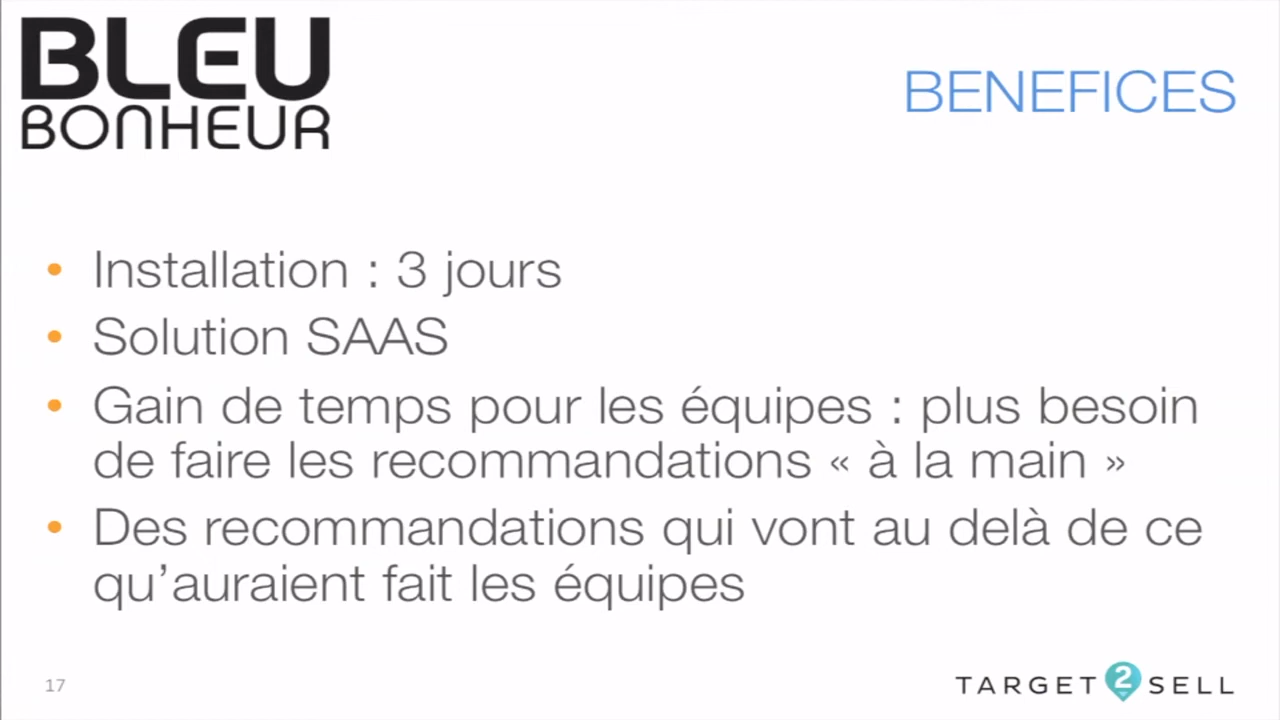 BLEU
BONHEUR
BENEFICES
• Installation : 3 jours
• Solution SAAS
• Gain de temps pour les équipes : plus besoin
de faire les recommandations « à la main »
• Des recommandations qui vont au delà de ce
qu’auraient fait les équipes
17
TARGET 2 SELL